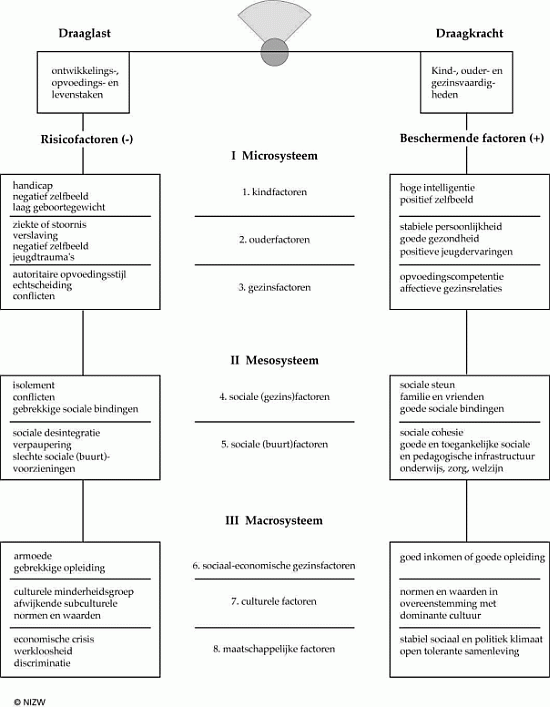 Draaglast
Draagkracht
ontwikkelings-,
opvoedings- en
levenstaken
Kind-, ouder- en
gezinsvaardig-
heden
Risicofactoren (-)
Beschermende factoren (+)
I Microsysteem
handicap
negatief zelfbeeld
laag geboortegewicht
1. kindfactoren
hoge intelligentie
positief zelfbeeld
ziekte of stoornis
verslaving
negatief zelfbeeld
jeugdtrauma's
2. ouderfactoren
stabiele persoonlijkheid
goede gezondheid
positieve jeugdervaringen
autoritaire opvoedingsstijl
echtscheiding
conflicten
3. gezinsfactoren
opvoedingscompetentie
affectieve gezinsrelaties
II Mesosysteem
isolement
conflicten
gebrekkige sociale bindingen
4. sociale (gezins)factoren
sociale steun
familie en vrienden
goede sociale bindingen
sociale desintegratie
verpaupering
slechte sociale (buurt)-
voorzieningen
5. sociale (buurt)factoren
sociale cohesie
goede en toegankelijke sociale
en pedagogische infrastructuur
onderwijs, zorg, welzijn
III Macrosysteem
armoede
gebrekkige opleiding
6. sociaal-economische gezinsfactoren
goed inkomen of goede opleiding
culturele minderheidsgroep
afwijkende subculturele
normen en waarden
7. culturele factoren
normen en waarden in
overeenstemming met
dominante cultuur
economische crisis
werkloosheid
discriminatie
8. maatschappelijke factoren
stabiel sociaal en politiek klimaat
open tolerante samenleving
© NIZW